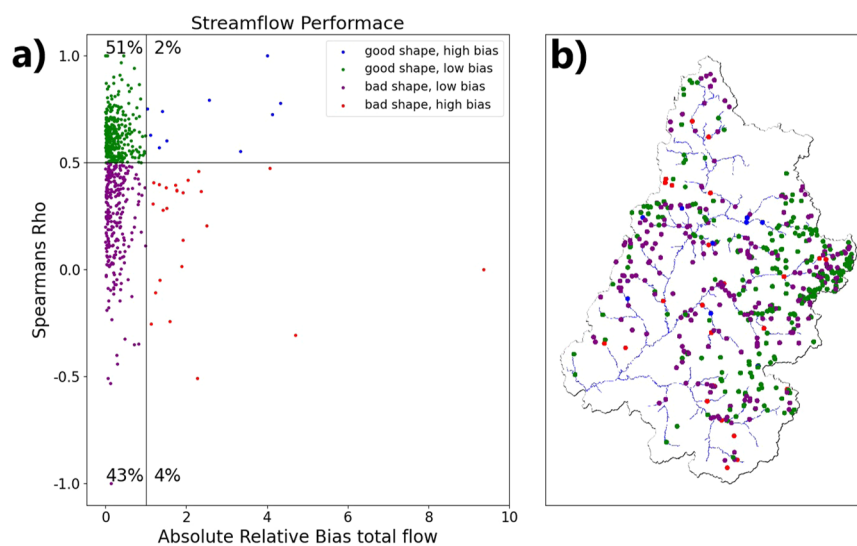 Streamflow Performace
a)
b)
51%
2%
good shape, high bias
good shape, low bias
bad shape, low bias
bad shape, high bias
1.0
0.5
0.0
-0.5
-1.0
Spearmans Rho
43%
4%
0
2
4
6
8
10
Absolute Relative Bias total flow